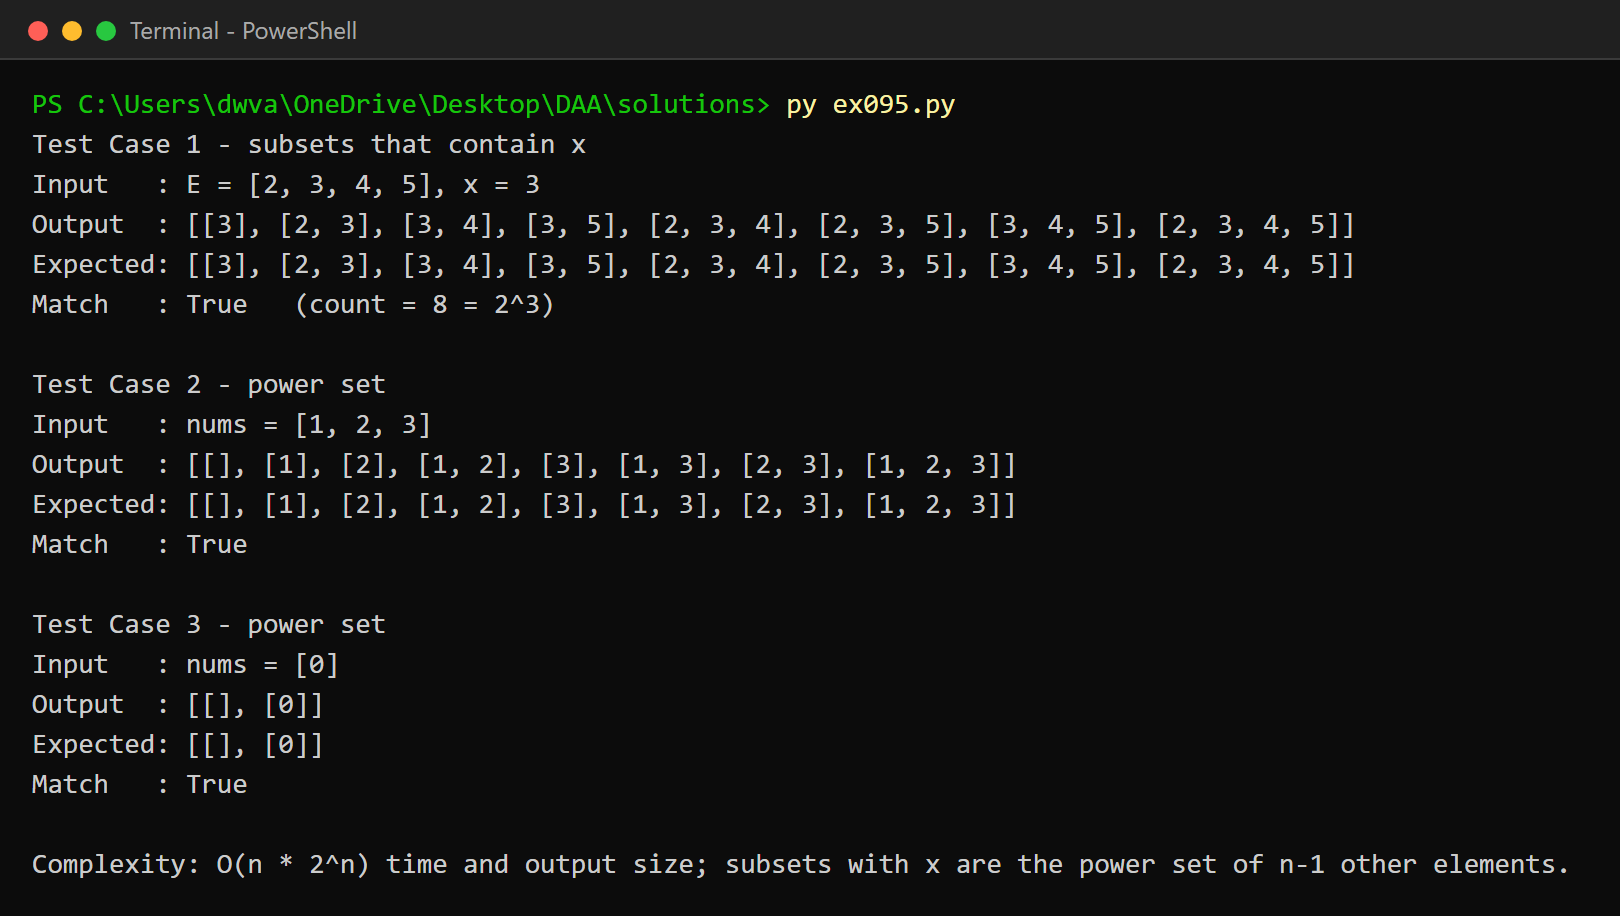 Terminal - PowerShell
PS C:\Users\dwva\OneDrive\Desktop\DAA\solutions> py ex095.py
Test Case 1 - subsets that contain x
Input   : E = [2, 3, 4, 5], x = 3
Output  : [[3], [2, 3], [3, 4], [3, 5], [2, 3, 4], [2, 3, 5], [3, 4, 5], [2, 3, 4, 5]]
Expected: [[3], [2, 3], [3, 4], [3, 5], [2, 3, 4], [2, 3, 5], [3, 4, 5], [2, 3, 4, 5]]
Match   : True   (count = 8 = 2^3)

Test Case 2 - power set
Input   : nums = [1, 2, 3]
Output  : [[], [1], [2], [1, 2], [3], [1, 3], [2, 3], [1, 2, 3]]
Expected: [[], [1], [2], [1, 2], [3], [1, 3], [2, 3], [1, 2, 3]]
Match   : True

Test Case 3 - power set
Input   : nums = [0]
Output  : [[], [0]]
Expected: [[], [0]]
Match   : True

Complexity: O(n * 2^n) time and output size; subsets with x are the power set of n-1 other elements.